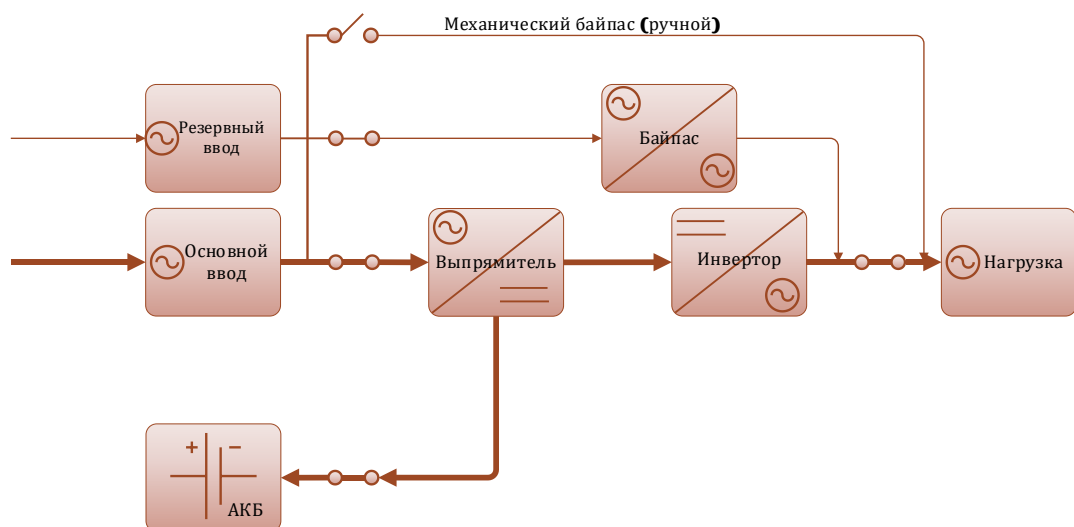 Механический байпас (ручной)
Резервный
ввод
Байпас
Основной
ввод
Выпрямитель
Инвертор
Нагрузка
+ −
АКБ